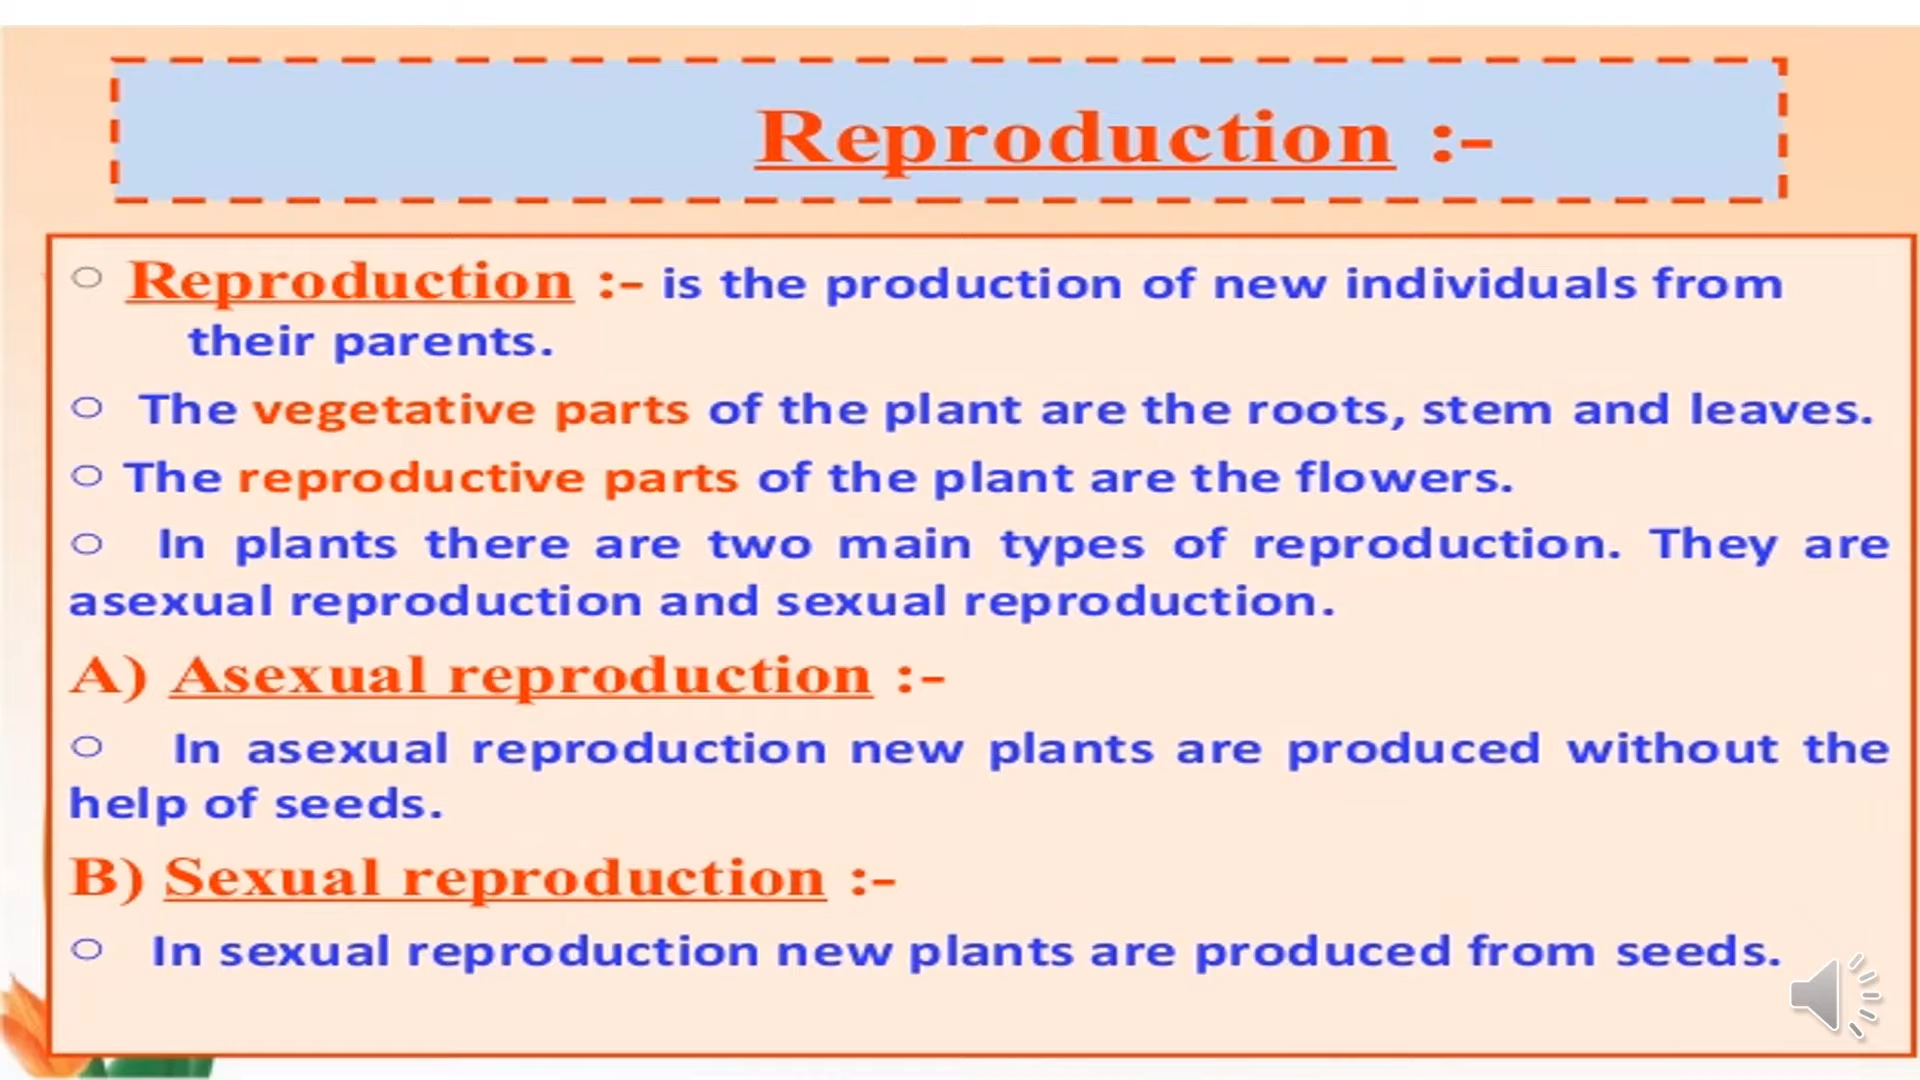 Reproduction :-
○ Reproduction :- is the production of new individuals from
their parents.
○ The vegetative parts of the plant are the roots, stem and leaves.
○ The reproductive parts of the plant are the flowers.
○ In plants there are two main types of reproduction. They are
asexual reproduction and sexual reproduction.
A) Asexual reproduction :-
○ In asexual reproduction new plants are produced without the
help of seeds.
B) Sexual reproduction :-
○ In sexual reproduction new plants are produced from seeds.